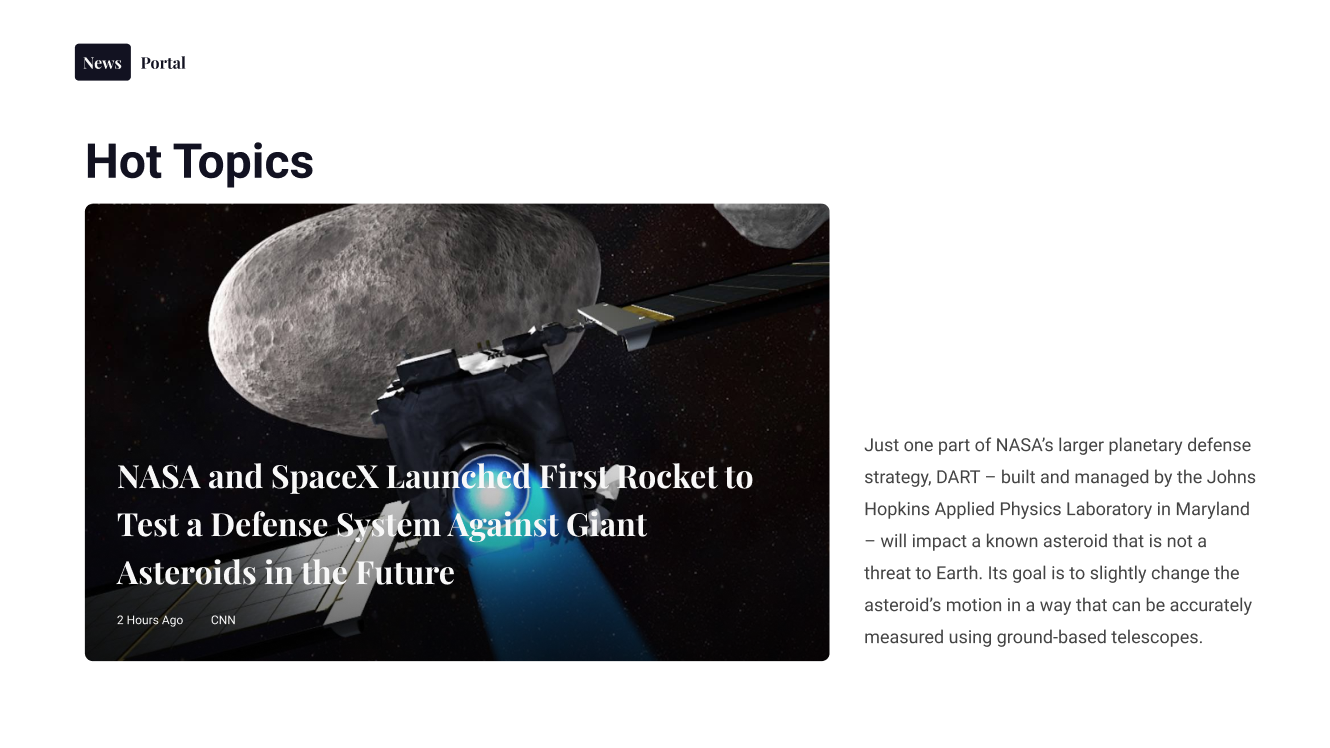 News Portal
Hot Topics
NASA and SpaceX Launched First Rocket to
Test a Defense System Against Giant
Asteroids in the Future
2 Hours Ago CNN
Just one part of NASA’s larger planetary defense
strategy, DART – built and managed by the Johns
Hopkins Applied Physics Laboratory in Maryland
– will impact a known asteroid that is not a
threat to Earth. Its goal is to slightly change the
asteroid’s motion in a way that can be accurately
measured using ground-based telescopes.